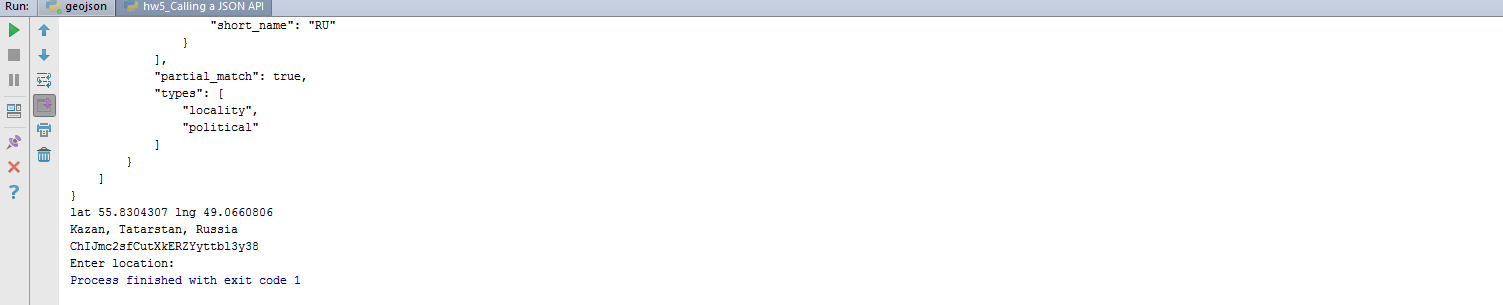 Run: geojson hw5_Calling a JSON API
"short_name": "RU"
}
],
"partial_match": true,
"types": [
"locality",
"political"
]
}
]
}
lat 55.8304307 lng 49.0660806
Kazan, Tatarstan, Russia
ChIJmc2sfCutXkERZYyttbl3y38
Enter location:
Process finished with exit code 1